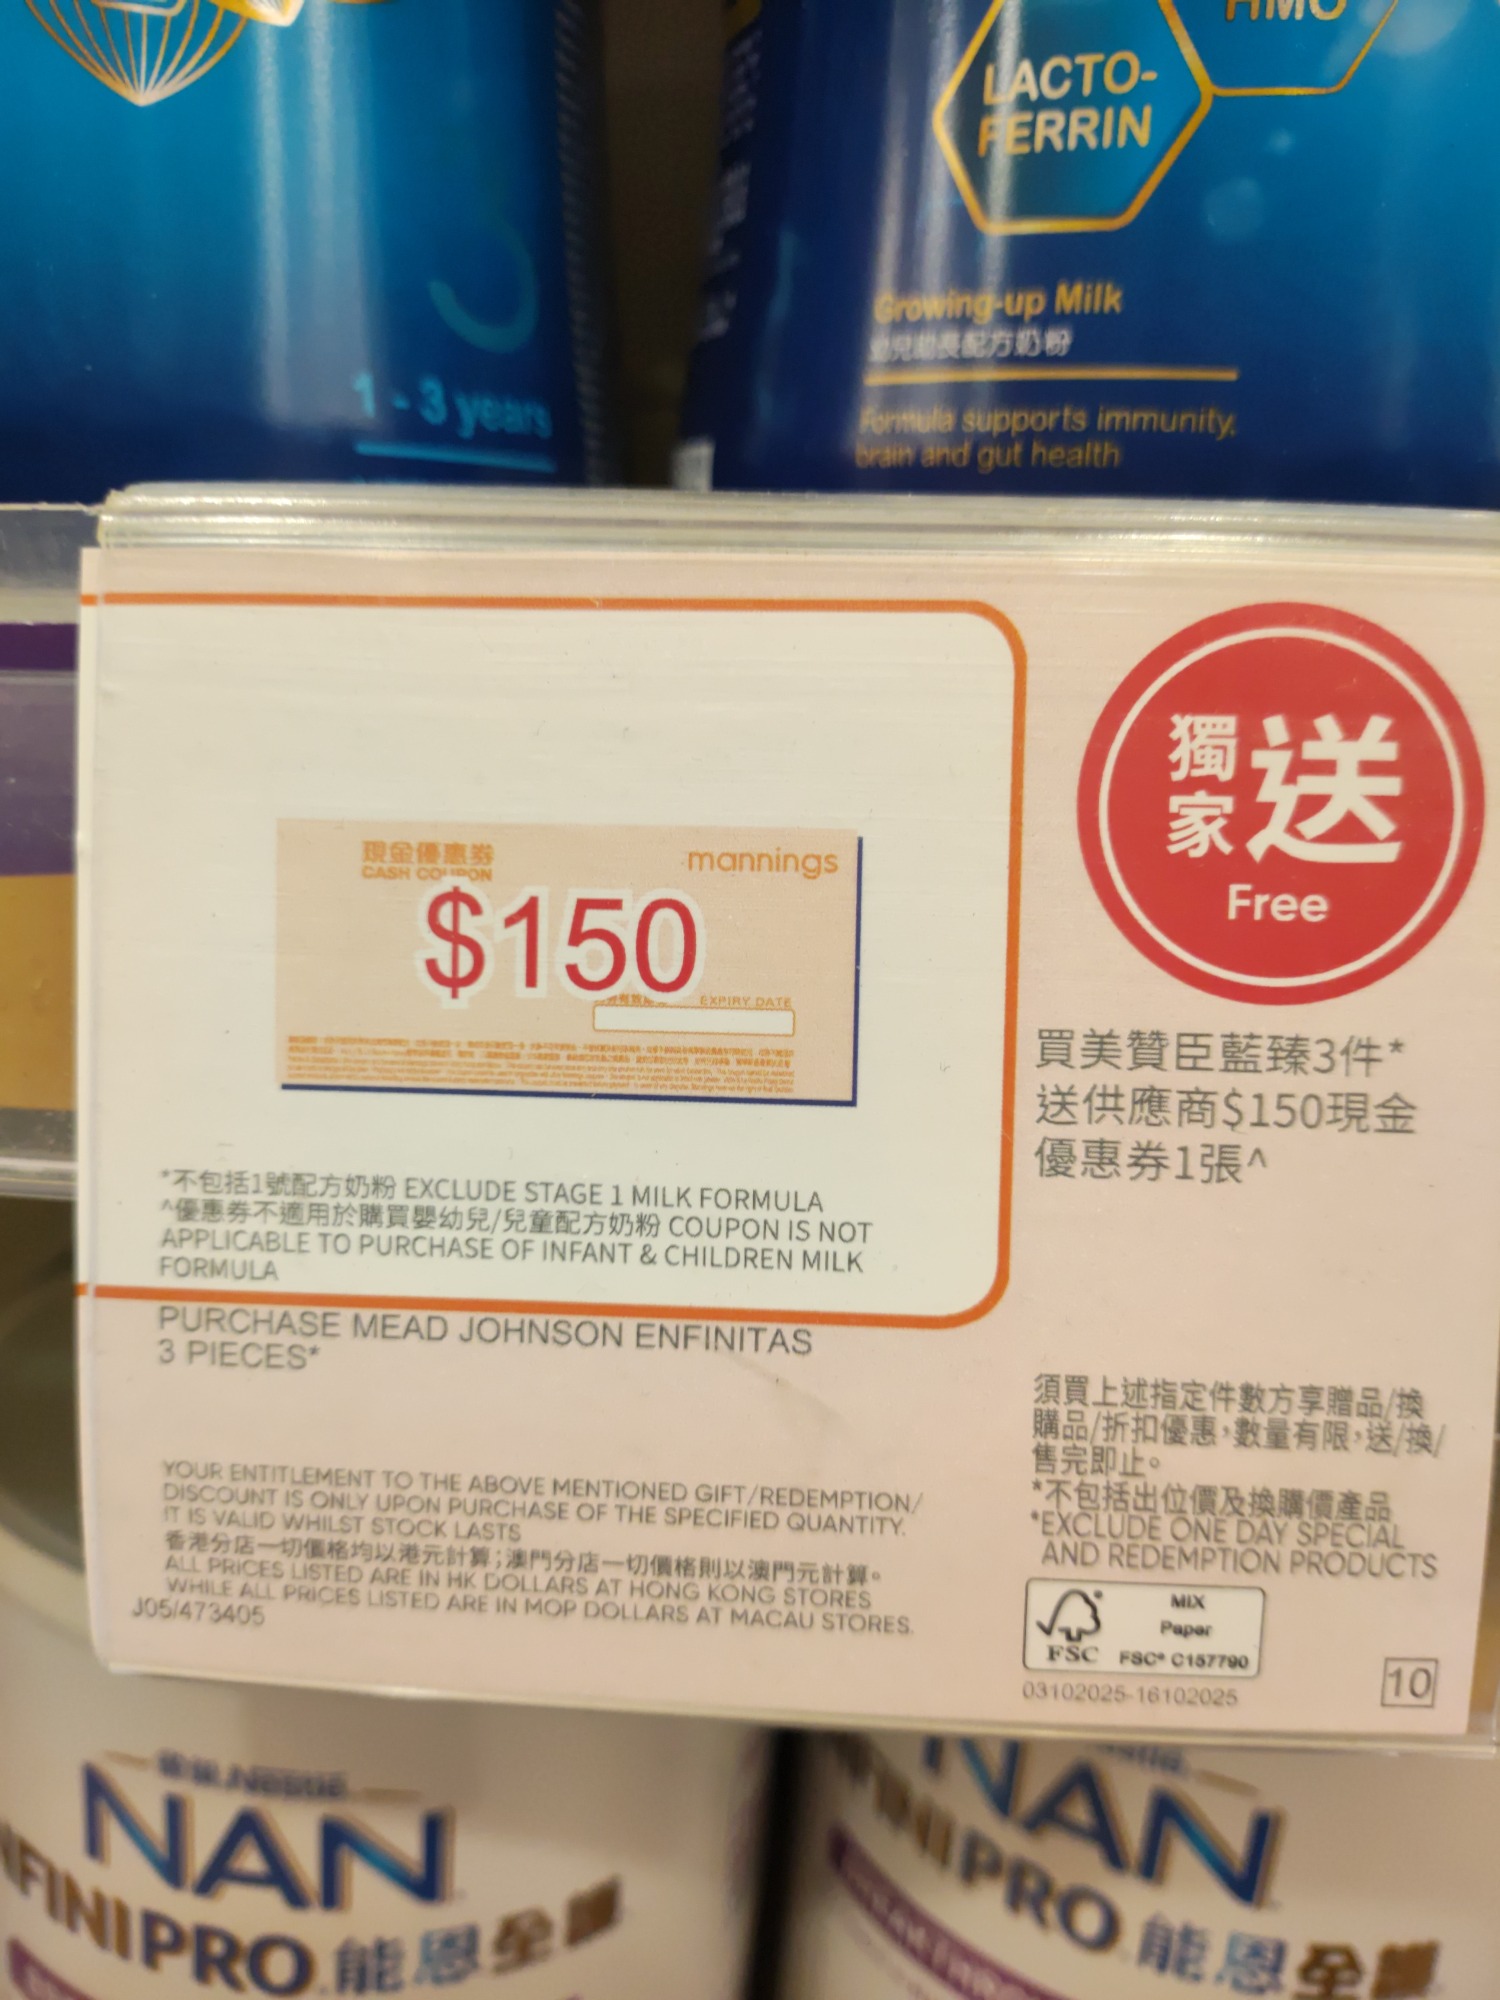 HMO
LACTO-
FERRIN
Growing-up Milk
幼兒助長配方奶粉
Formula supports immunity,
brain and gut health
1 - 3 years
現金優惠券
CASH COUPON
mannings
$150
EXPIRY DATE
*不包括1號配方奶粉 EXCLUDE STAGE 1 MILK FORMULA
^優惠券不適用於購買嬰幼兒/兒童配方奶粉 COUPON IS NOT
APPLICABLE TO PURCHASE OF INFANT & CHILDREN MILK
FORMULA
PURCHASE MEAD JOHNSON ENFINITAS
3 PIECES*
YOUR ENTITLEMENT TO THE ABOVE MENTIONED GIFT/REDEMPTION/
DISCOUNT IS ONLY UPON PURCHASE OF THE SPECIFIED QUANTITY.
IT IS VALID WHILST STOCK LASTS
香港分店一切價格均以港元計算;澳門分店一切價格則以澳門元計算。
ALL PRICES LISTED ARE IN HK DOLLARS AT HONG KONG STORES
WHILE ALL PRICES LISTED ARE IN MOP DOLLARS AT MACAU STORES.
J05/473405
獨家
送
Free
買美贊臣藍臻3件*
送供應商$150現金
優惠券1張^
須買上述指定件數方享贈品/換
購品/折扣優惠,數量有限,送/換/
售完即止。
*不包括出位價及換購價產品
*EXCLUDE ONE DAY SPECIAL
AND REDEMPTION PRODUCTS
FSC
MIX
Paper
FSC® C157790
03102025-16102025
10
NAN
INFINIPRO 能恩全護
NAN
INFINIPRO 能恩全護